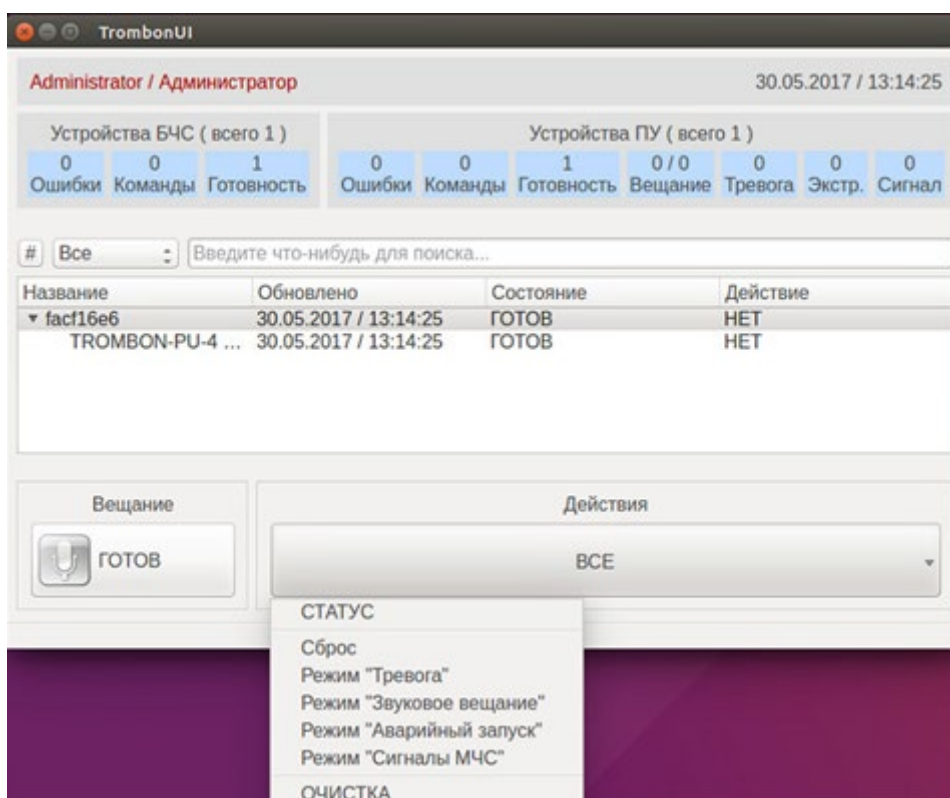 TrombonUI
Administrator / Администратор 30.05.2017 / 13:14:25
Устройства БЧС ( всего 1 ) Устройства ПУ ( всего 1 )
0 0 1 0 0 1 0 / 0 0 0 0
Ошибки Команды Готовность Ошибки Команды Готовность Вещание Тревога Экстр. Сигнал
# Все Введите что-нибудь для поиска...
Название Обновлено Состояние Действие
facf16e6 30.05.2017 / 13:14:25 ГОТОВ НЕТ
TROMBON-PU-4 ... 30.05.2017 / 13:14:25 ГОТОВ НЕТ
Вещание Действия
ГОТОВ ВСЕ
СТАТУС
Сброс
Режим "Тревога"
Режим "Звуковое вещание"
Режим "Аварийный запуск"
Режим "Сигналы МЧС"
ОЧИСТКА